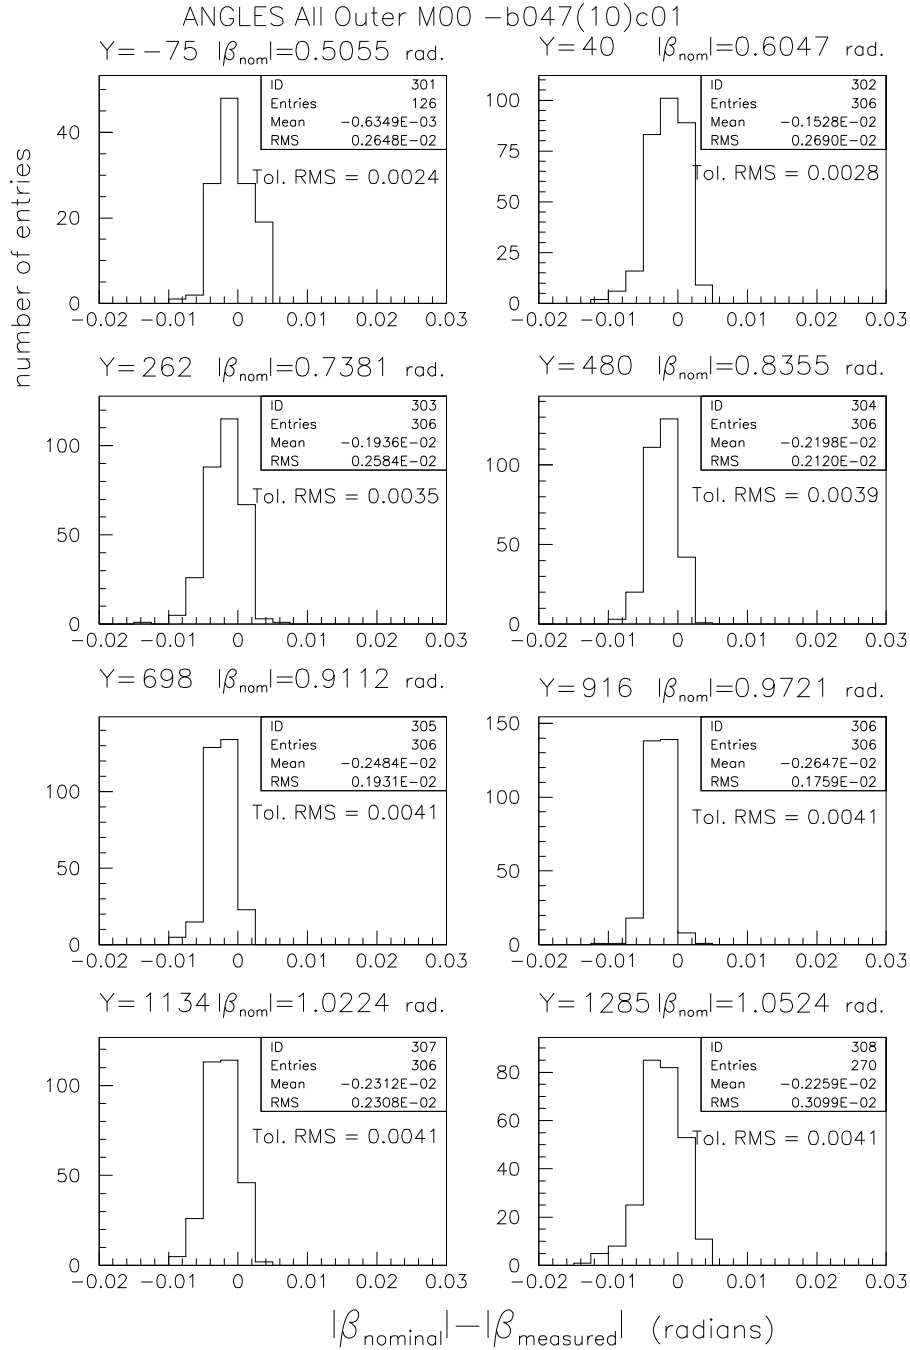 ANGLES All Outer M00 −b047(10)c01
Y=−75 |βnom|=0.5055 rad.
ID 301
Entries 126
Mean −0.6349E−03
RMS 0.2648E−02
Tol. RMS = 0.0024
40
20
0
−0.02 −0.01 0 0.01 0.02 0.03
number of entries
Y=40 |βnom|=0.6047 rad.
ID 302
Entries 306
Mean −0.1528E−02
RMS 0.2690E−02
Tol. RMS = 0.0028
100
75
50
25
0
−0.02 −0.01 0 0.01 0.02 0.03
Y=262 |βnom|=0.7381 rad.
ID 303
Entries 306
Mean −0.1936E−02
RMS 0.2584E−02
Tol. RMS = 0.0035
100
50
0
−0.02 −0.01 0 0.01 0.02 0.03
Y=480 |βnom|=0.8355 rad.
ID 304
Entries 306
Mean −0.2198E−02
RMS 0.2120E−02
Tol. RMS = 0.0039
100
50
0
−0.02 −0.01 0 0.01 0.02 0.03
Y=698 |βnom|=0.9112 rad.
ID 305
Entries 306
Mean −0.2484E−02
RMS 0.1931E−02
Tol. RMS = 0.0041
100
50
0
−0.02 −0.01 0 0.01 0.02 0.03
Y=916 |βnom|=0.9721 rad.
ID 306
Entries 306
Mean −0.2647E−02
RMS 0.1759E−02
Tol. RMS = 0.0041
150
100
50
0
−0.02 −0.01 0 0.01 0.02 0.03
Y=1134 |βnom|=1.0224 rad.
ID 307
Entries 306
Mean −0.2312E−02
RMS 0.2308E−02
Tol. RMS = 0.0041
100
50
0
−0.02 −0.01 0 0.01 0.02 0.03
Y=1285 |βnom|=1.0524 rad.
ID 308
Entries 270
Mean −0.2259E−02
RMS 0.3099E−02
Tol. RMS = 0.0041
80
60
40
20
0
−0.02 −0.01 0 0.01 0.02 0.03
|βnominal|−|βmeasured| (radians)